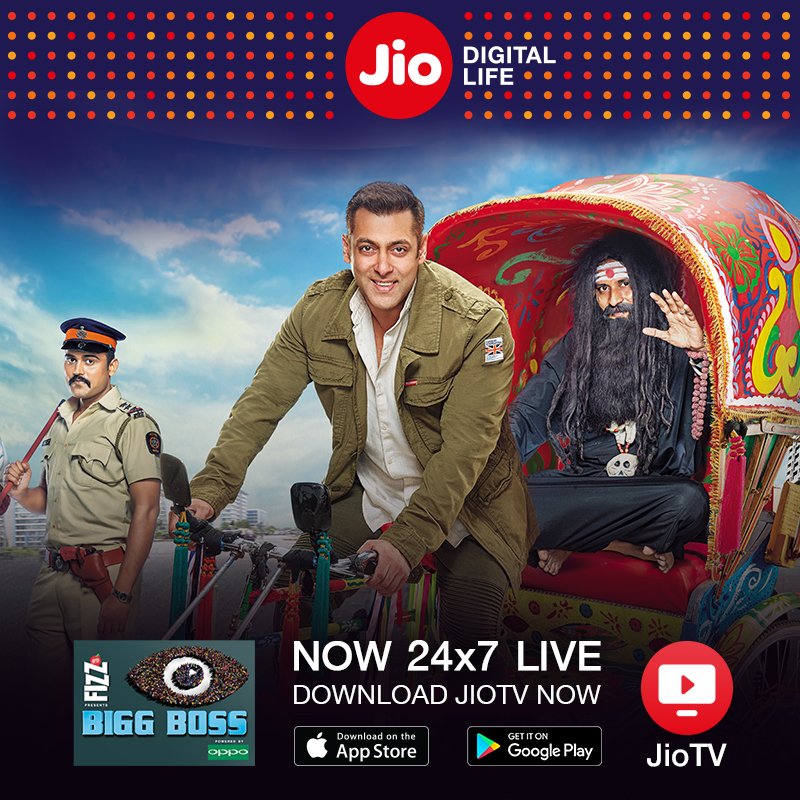 Jio
DIGITAL
LIFE
FIZZ
PRESENTS
BIGG BOSS
POWERED BY
oppo
NOW 24x7 LIVE
DOWNLOAD JIOTV NOW
Download on the
App Store
GET IT ON
Google Play
JioTV